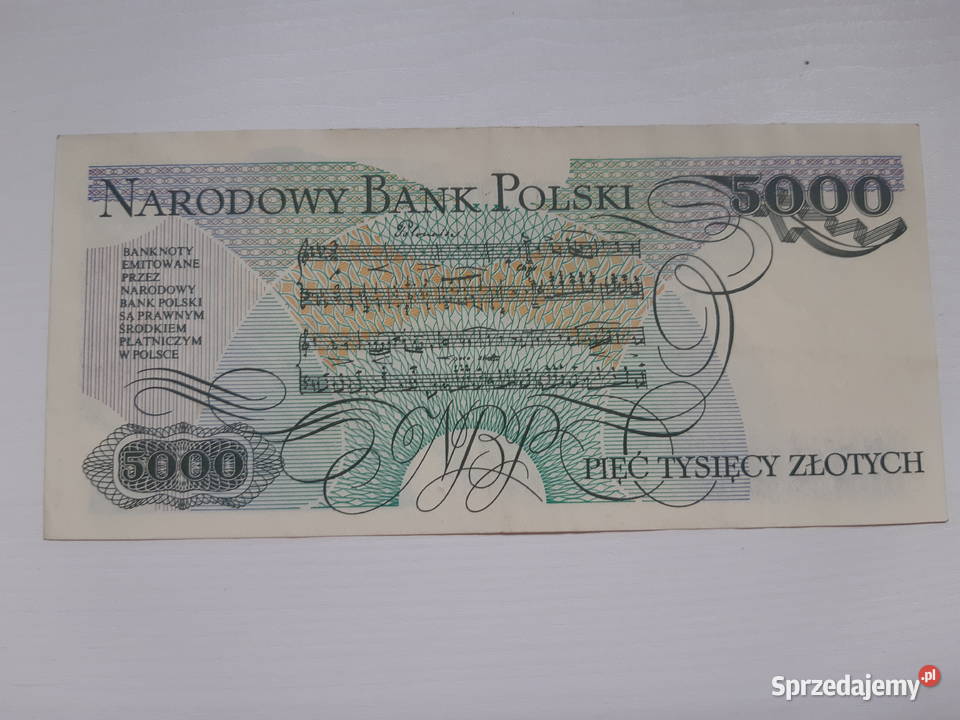 NARODOWY BANK POLSKI
5000
BANKNOTY
EMITOWANE
PRZEZ
NARODOWY
BANK POLSKI
SĄ PRAWNYM
ŚRODKIEM
PŁATNICZYM
W POLSCE
5000
NBP
PIĘĆ TYSIĘCY ZŁOTYCH
Sprzedajemy.pl